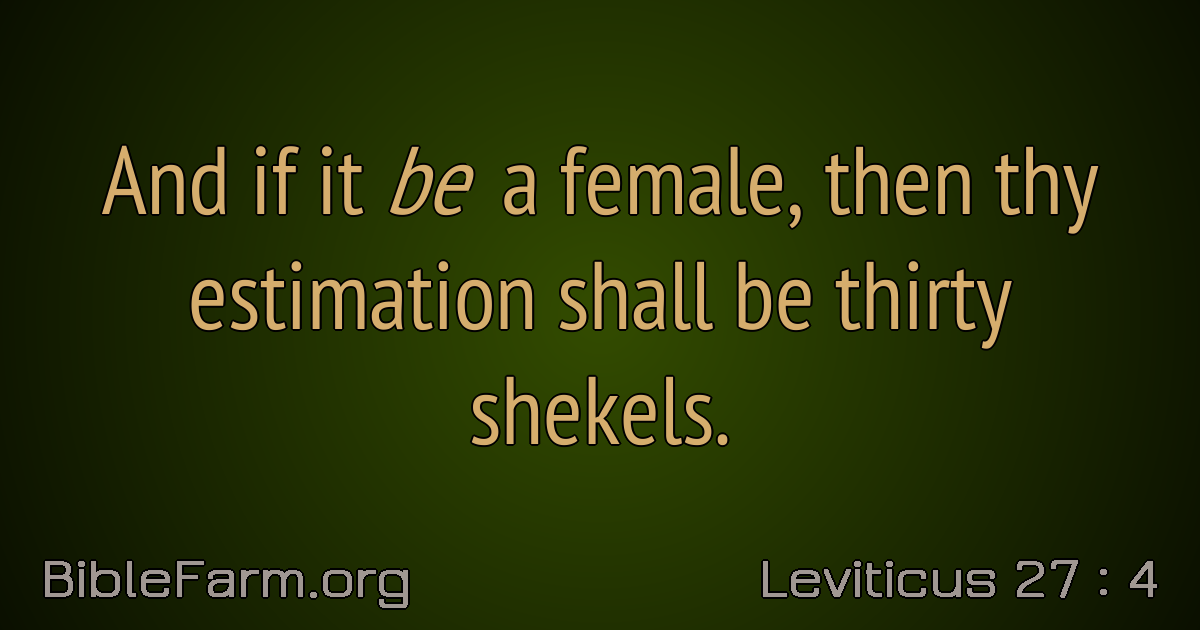 And if it be a female, then thy
estimation shall be thirty
shekels.
BibleFarm.org
Leviticus 27 : 4